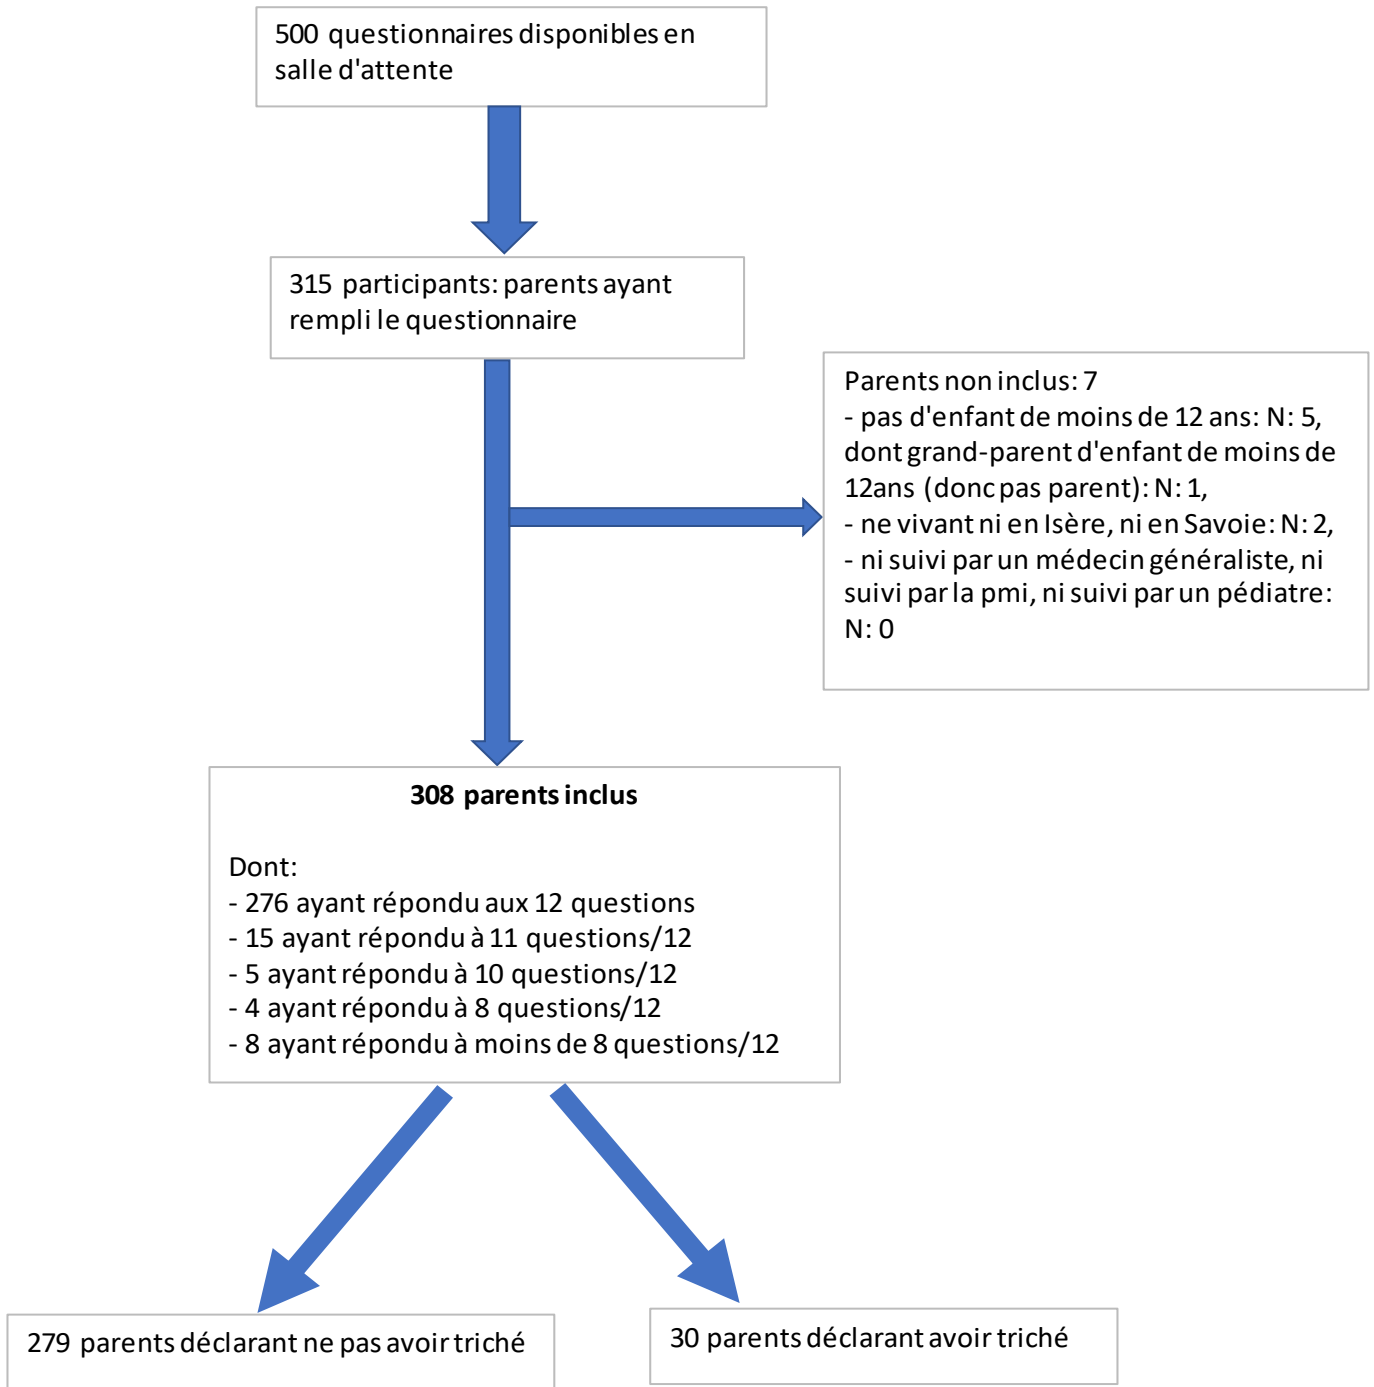 500 questionnaires disponibles en
salle d'attente
315 participants: parents ayant
rempli le questionnaire
Parents non inclus: 7
- pas d'enfant de moins de 12 ans: N: 5,
dont grand-parent d'enfant de moins de
12ans (donc pas parent): N: 1,
- ne vivant ni en Isère, ni en Savoie: N: 2,
- ni suivi par un médecin généraliste, ni
suivi par la pmi, ni suivi par un pédiatre:
N: 0
308 parents inclus
Dont:
- 276 ayant répondu aux 12 questions
- 15 ayant répondu à 11 questions/12
- 5 ayant répondu à 10 questions/12
- 4 ayant répondu à 8 questions/12
- 8 ayant répondu à moins de 8 questions/12
279 parents déclarant ne pas avoir triché
30 parents déclarant avoir triché